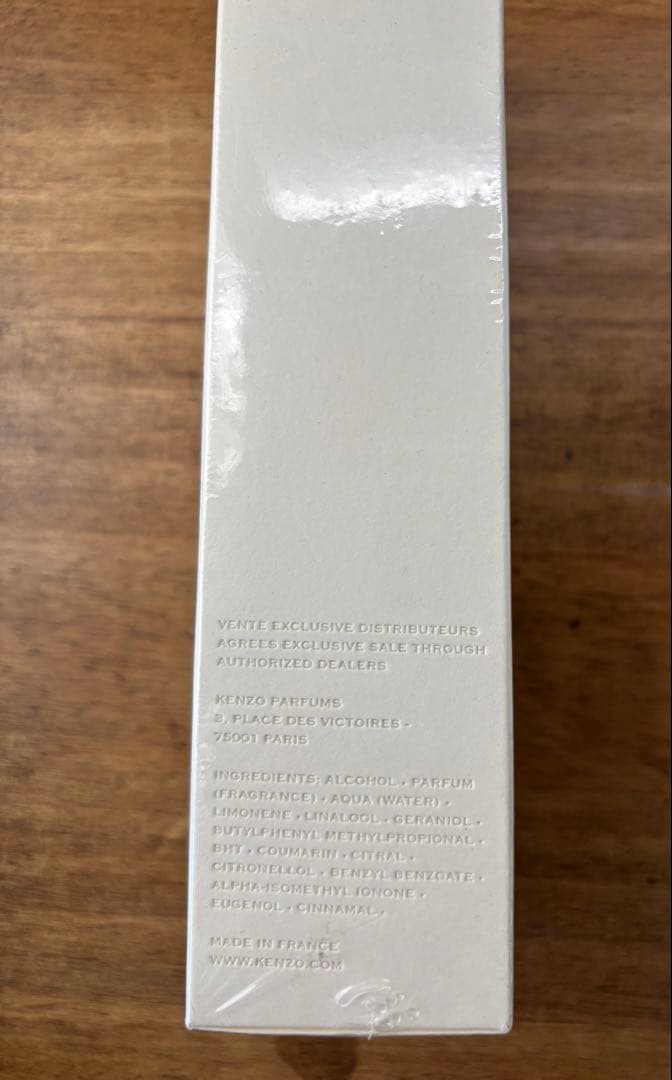 VENTE EXCLUSIVE DISTRIBUTEURS
AGREES EXCLUSIVE SALE THROUGH
AUTHORIZED DEALERS
KENZO PARFUMS
3, PLACE DES VICTOIRES -
75001 PARIS
INGREDIENTS: ALCOHOL • PARFUM
(FRAGRANCE) • AQUA (WATER) •
LIMONENE • LINALOOL • GERANIOL •
BUTYLPHENYL METHYLPROPIONAL •
BHT • COUMARIN • CITRAL •
CITRONELLOL • BENZYL BENZOATE •
ALPHA-ISOMETHYL IONONE •
EUGENOL • CINNAMAL •
MADE IN FRANCE
WWW.KENZO.COM